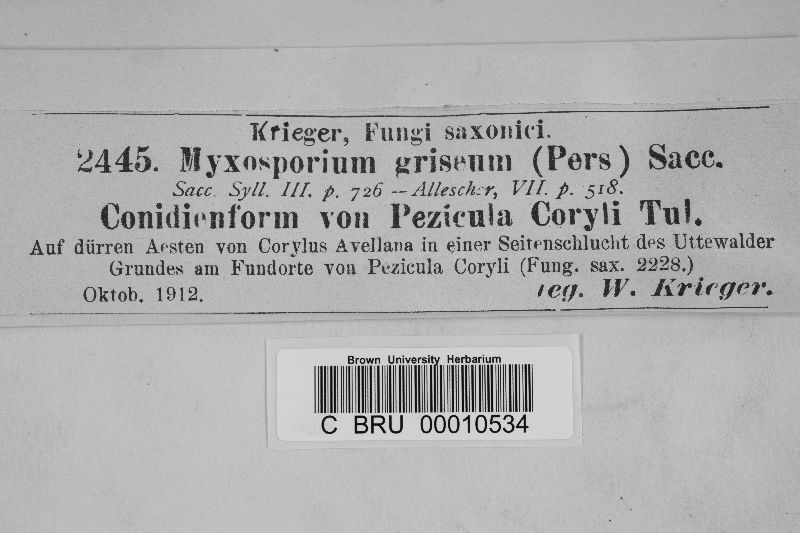 Krieger, Fungi saxonici.
2445. Myxosporium griseum (Pers) Sacc.
Sacc. Syll. III. p. 726 — Allescher, VII. p. 518.
Conidienform von Pezicula Coryli Tul.
Auf dürren Aesten von Corylus Avellana in einer Seitenschlucht des Uttewalder
Grundes am Fundorte von Pezicula Coryli (Fung. sax. 2228.)
Oktob. 1912. leg. W. Krieger.
Brown University Herbarium
C BRU 00010534